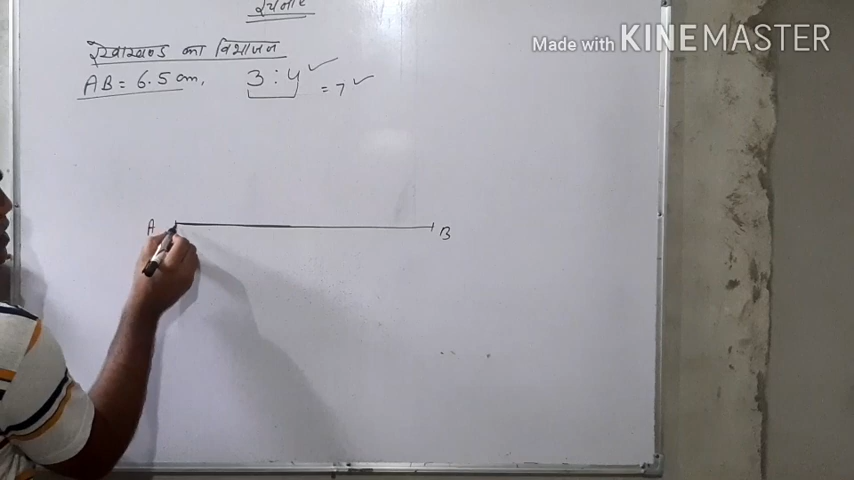 रचनाएं
Made with KINEMASTER
रेखाखण्ड का विभाजन
AB = 6.5 cm, 3 : 4 ✓
= 7 ✓
A
B